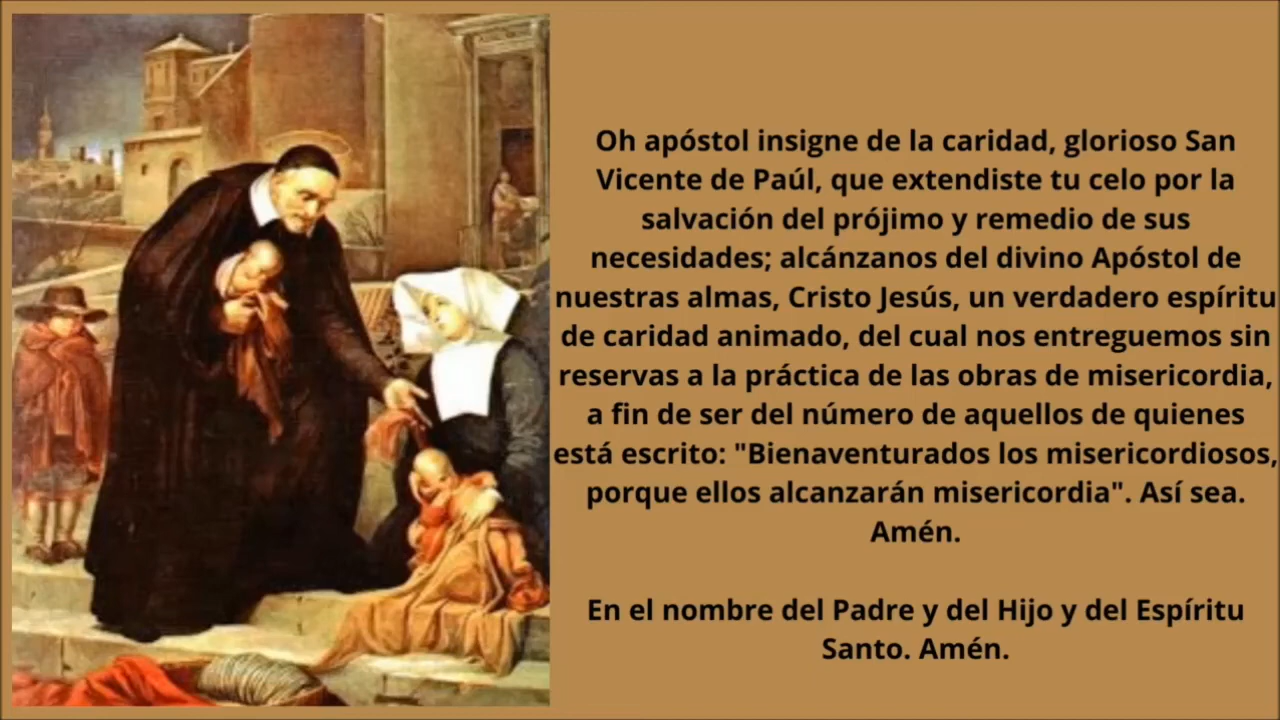 Oh apóstol insigne de la caridad, glorioso San
Vicente de Paúl, que extendiste tu celo por la
salvación del prójimo y remedio de sus
necesidades; alcánzanos del divino Apóstol de
nuestras almas, Cristo Jesús, un verdadero espíritu
de caridad animado, del cual nos entreguemos sin
reservas a la práctica de las obras de misericordia,
a fin de ser del número de aquellos de quienes
está escrito: "Bienaventurados los misericordiosos,
porque ellos alcanzarán misericordia". Así sea.
Amén.
En el nombre del Padre y del Hijo y del Espíritu
Santo. Amén.